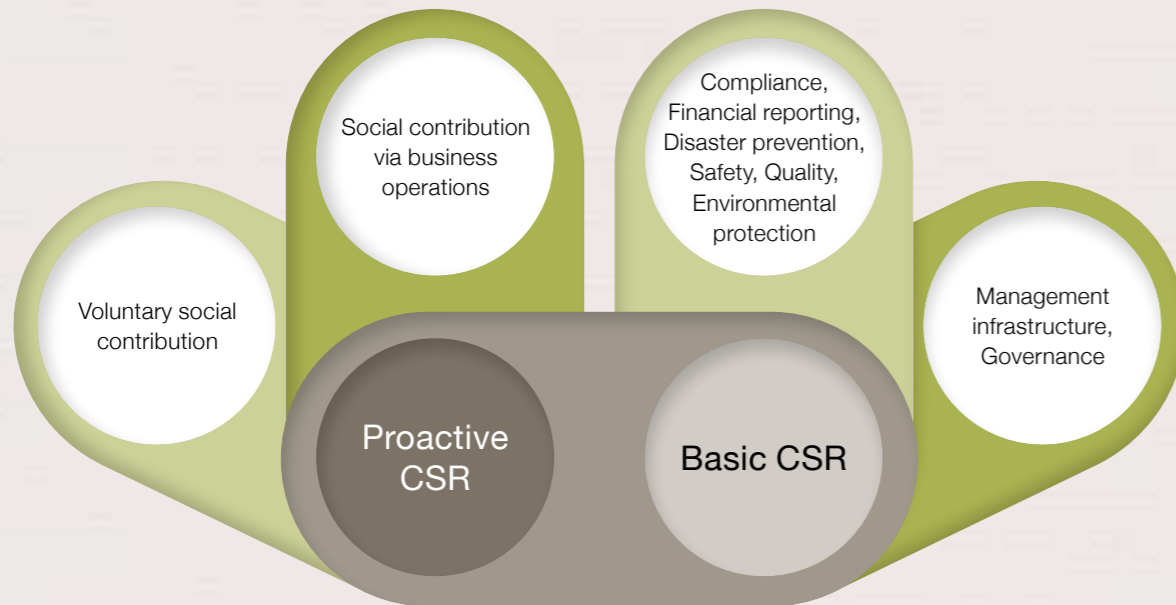 Voluntary social
contribution
Social contribution
via business
operations
Compliance,
Financial reporting,
Disaster prevention,
Safety, Quality,
Environmental
protection
Management
infrastructure,
Governance
Proactive
CSR
Basic CSR